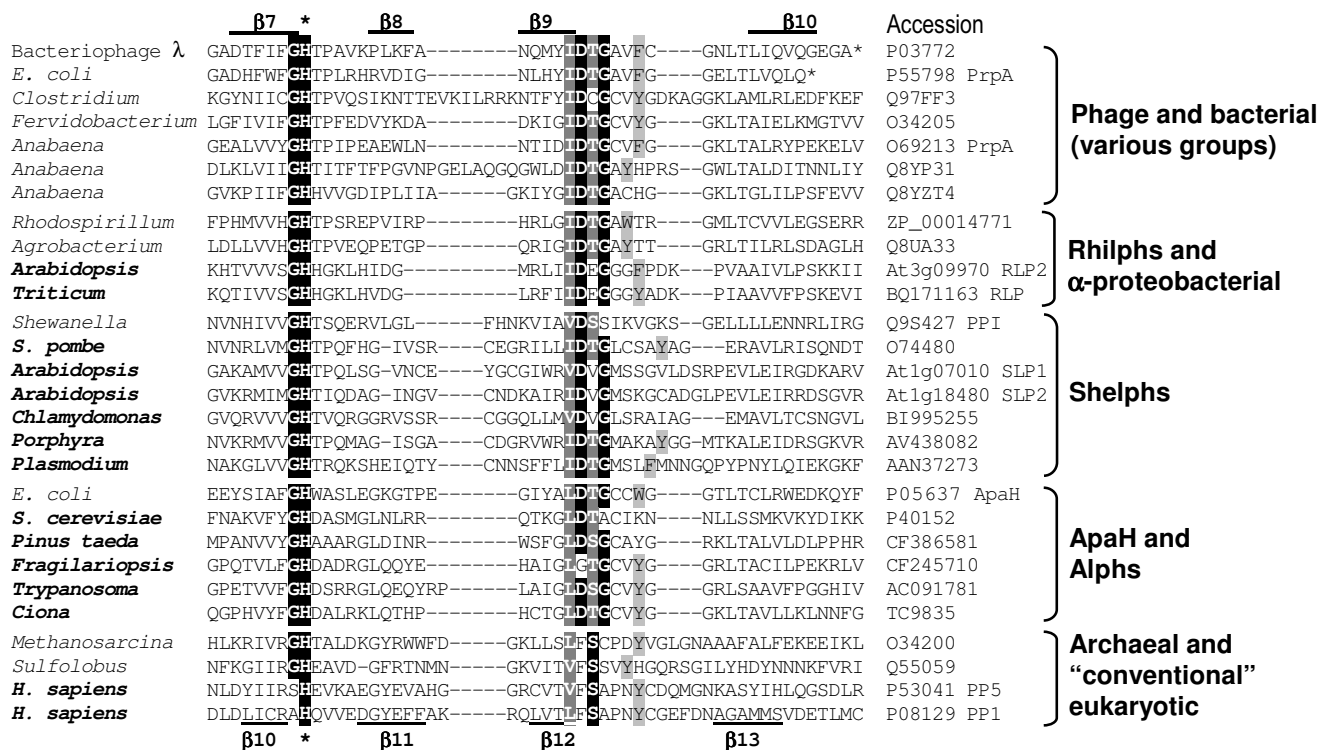 β7 * β8 β9 β10 Accession
Bacteriophage λ GADTFIFGHTPAVKPLKFA---------NQMYIDTGAVFC----GNLTLIQVQGEGA* P03772
E. coli GADHFWFGHTPLRHRVDIG---------NLHYIDTGAVFG----GELTLVQLQ* P55798 PrpA
Clostridium KGYNIICGHTPVQSIKNTTEVKILRRKNTFYIDCGCVYGDKAGGKLAMLRLEDFKEF Q97FF3
Fervidobacterium LGFIVIFGHTPFEDVYKDA---------DKIGIDTGCVYG----GKLTAIELKMGTVV O34205
Anabaena GEALVVYGHTPIPEAEWLN---------NTIDIDTGCVFG----GKLTALRYPEKELV O69213 PrpA
Anabaena DLKLVIIGHTITFTFPGVNPGELAQGQGWLDIDTGAYHPRS--GWLTALDITNNLIY Q8YP31
Anabaena GVKPIIFGHHVVGDIPLIIA--------GKIYGIDTGACHG----GKLTGLILPSFEVV Q8YZT4
Phage and bacterial
(various groups)
Rhodospirillum FPHMVVHGHTPSREPVIRP---------HRLGIDTGAWTR----GMLTCVVLEGSERR ZP_00014771
Agrobacterium LDLLVVHGHTPVEQPETGP---------QRIGIDTGAYTT----GRLTILRLSDAGLH Q8UA33
Arabidopsis KHTVVVSGHHGKLHIDG-----------MRLIIDEGGGFPDK---PVAAIVLPSKKII At3g09970 RLP2
Triticum KQTIVVSGHHGKLHVDG-----------LRFIIDEGGGYADK---PIAAVVFPSKEVI BQ171163 RLP
Rhilphs and
α-proteobacterial
Shewanella NVNHIVVGHTSQERVLGL-------FHNKVIAVDSSIKVGKS--GELLLLENNRLIRG Q9S427 PPI
S. pombe NVNRLVMGHTPQFHG-IVSR-----CEGRILLIDTGLCSAYAG---ERAVLRISQNDT O74480
Arabidopsis GAKAMVVGHTPQLSG-VNCE----YGCGIWRVDVGMSSGVLDSRPEVLEIRGDKARV At1g07010 SLP1
Arabidopsis GVKRMIMGHTIQDAG-INGV----CNDKAIRIDVGMSKGCADGLPEVLEIRRDSGVR At1g18480 SLP2
Chlamydomonas GVQRVVVGHTVQRGGRVSSR----CGGQLLMVDVGLSRAIAG---EMAVLTCSNGVL BI995255
Porphyra NVKRMVVGHTPQMAG-ISGA----CDGRVWRIDTGMAKAYGG--MTKALEIDRSGKVR AV438082
Plasmodium NAKGLVVGHTRQKSHEIQTY----CNNSFFLIDTGMSLFMNNGQPYPNYLQIEKGKF AAN37273
Shelphs
E. coli EEYSIAFGHWASLEGKGTPE--------GIYALDTGCCWG----GTLTCLRWEDKQYF P05637 ApaH
S. cerevisiae FNAKVFYGHDASMGLNLRR---------QTKGLDTACIKN----NLLSSMKVKYDIKK P40152
Pinus taeda MPANVVYGHAAARGLDINR---------WSFGLDSGCAYG----RKLTALVLDLPPHR CF386581
Fragilariopsis GPQTVLFGHDADRGLQQYE---------HAIGLGTGCVYG----GRLTACILPEKRLV CF245710
Trypanosoma GPETVVFGHDSRRGLQEQYRP-------LAIGLDSGCVYG----GRLSAAVFPGGHIV AC091781
Ciona QGPHVYFGHDALRKLQTHP---------HCTGLDTGCVYG----GKLTAVLLKLNNFG TC9835
ApaH and
Alphs
Methanosarcina HLKRIVRGHTALDKGYRWWFD------GKLLSLFSCPDYVGLGNAAAFALFEKEEIKL O34200
Sulfolobus NFKGIIRGHEAVD-GFRTNMN------GKVITVFSSVYHGQRSGILYHDYNNNKFVRI Q55059
H. sapiens NLDYIIRSHEVKAEGYEVAHG------GRCVTVFSAPNYCDQMGNKASYIHLQGSDLR P53041 PP5
H. sapiens DLDLICRAHQVVEDGYEFFAK------RQLVTLFSAPNYCGEFDNAGAMMSVDETLMC P08129 PP1
Archaeal and
“conventional”
eukaryotic
β10 * β11 β12 β13